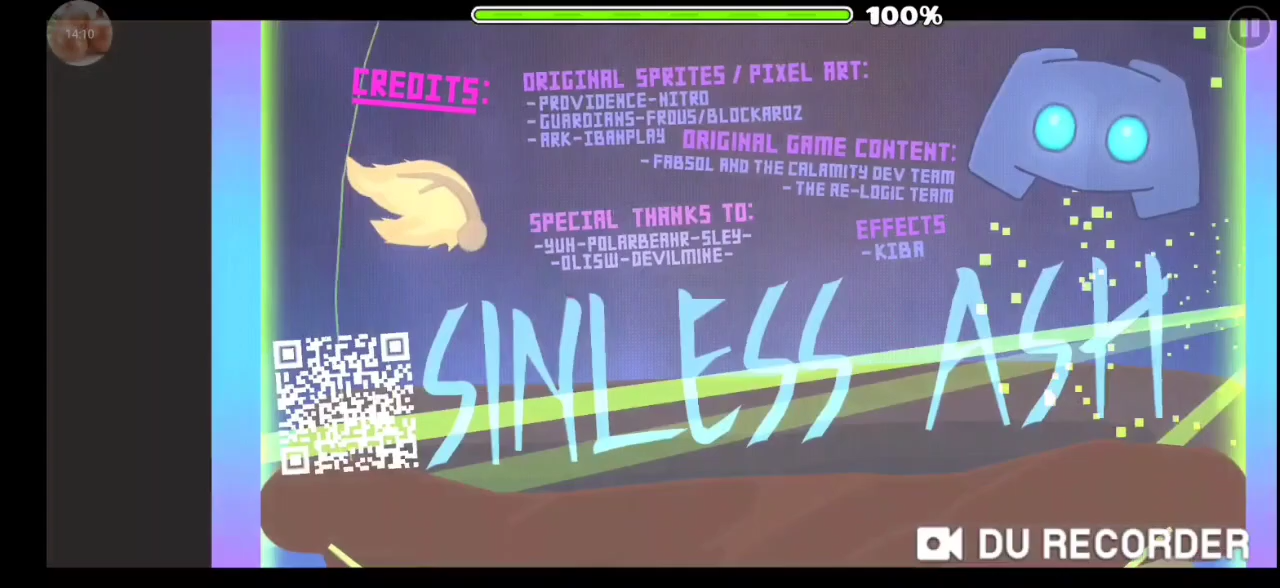 14:10
100%
CREDITS:
ORIGINAL SPRITES / PIXEL ART:
-PROVIDENCE-NITRO
-GUARDIANS-FROUS/BLOCKAROZ
-ARK-IBANPLAY
ORIGINAL GAME CONTENT:
-FABSOL AND THE CALAMITY DEV TEAM
-THE RE-LOGIC TEAM
SPECIAL THANKS TO:
-YUH-POLARBEAHR-SLEY-
-OLISW-DEVILMIKE-
EFFECTS
-KIBA
SINLESS ASH
DU RECORDER